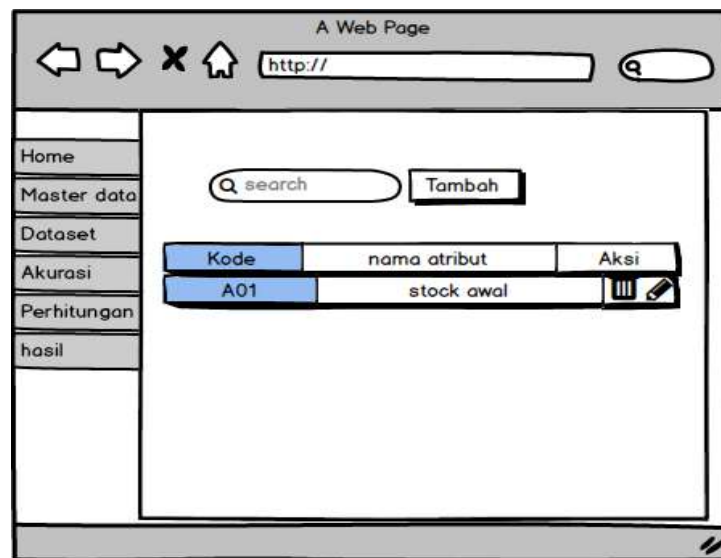 A Web Page
http://
Home
Master data
Dataset
Akurasi
Perhitungan
hasil
search
Tambah
Kode nama atribut Aksi
A01 stock awal